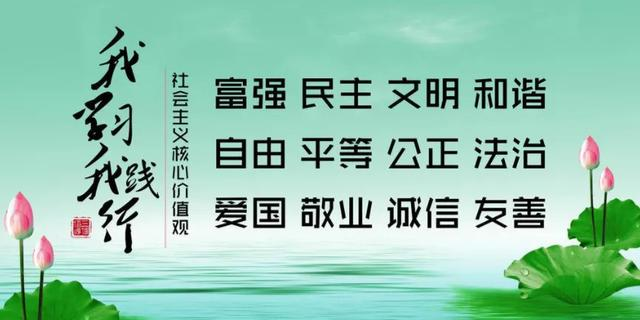 我学习
我践行
社会主义核心价值观
富强 民主 文明 和谐
自由 平等 公正 法治
爱国 敬业 诚信 友善